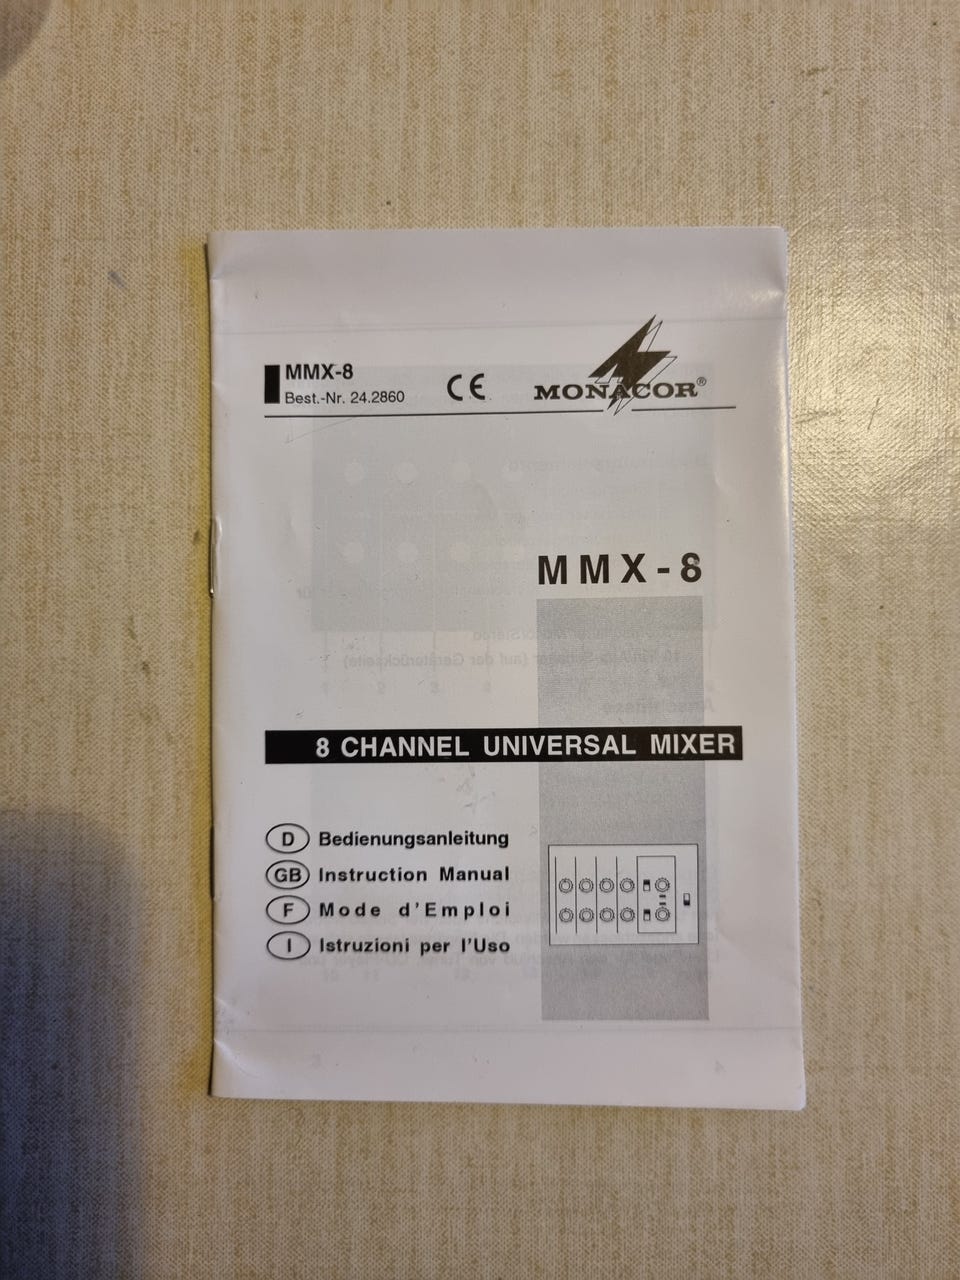 MMX-8
Best.-Nr. 24.2860
CE
MONACOR®
MMX-8
8 CHANNEL UNIVERSAL MIXER
D Bedienungsanleitung
GB Instruction Manual
F Mode d'Emploi
I Istruzioni per l'Uso